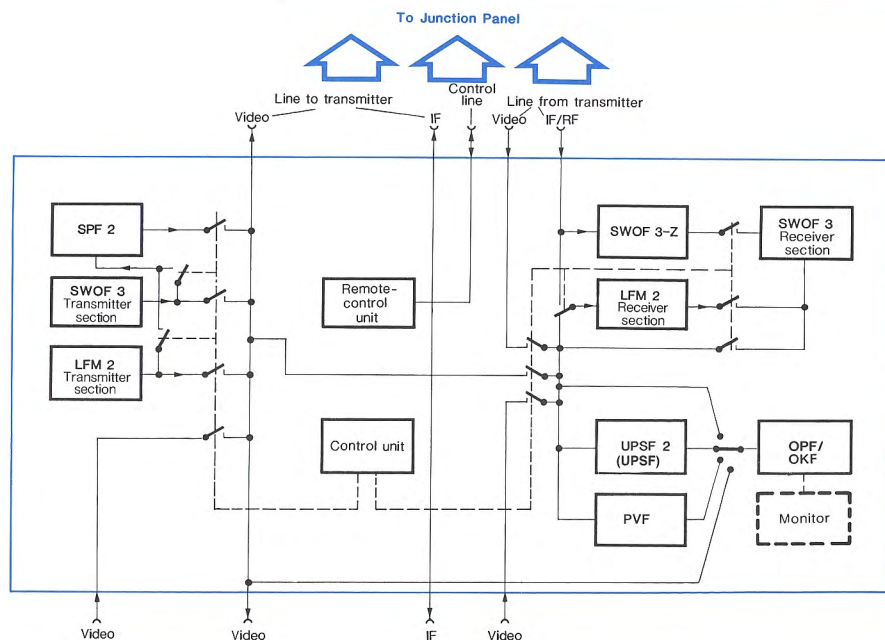 To Junction Panel
Line to transmitter
Control
line
Line from transmitter
Video
IF
Video
IF/RF
SPF 2
SWOF 3
Transmitter
section
LFM 2
Transmitter
section
Remote-
control
unit
Control unit
SWOF 3-Z
SWOF 3
Receiver
section
LFM 2
Receiver
section
UPSF 2
(UPSF)
OPF/
OKF
PVF
Monitor
Video
Video
IF
Video